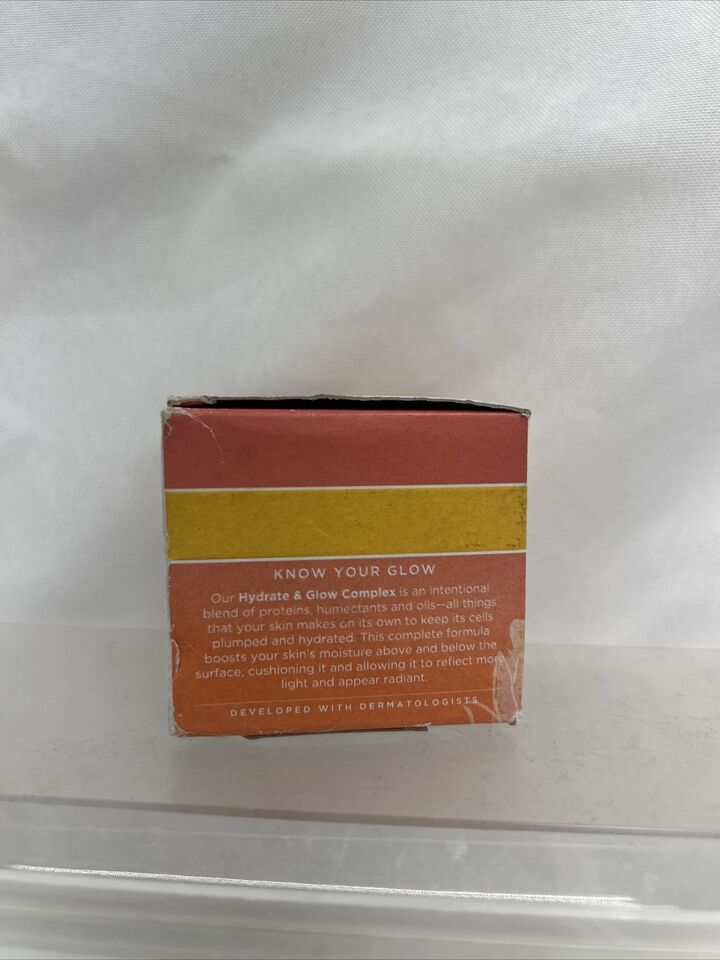 KNOW YOUR GLOW
Our Hydrate & Glow Complex is an intentional
blend of proteins, humectants and oils—all things
that your skin makes on its own to keep its cells
plumped and hydrated. This complete formula
boosts your skin's moisture above and below the
surface, cushioning it and allowing it to reflect more
light and appear radiant.
DEVELOPED WITH DERMATOLOGISTS